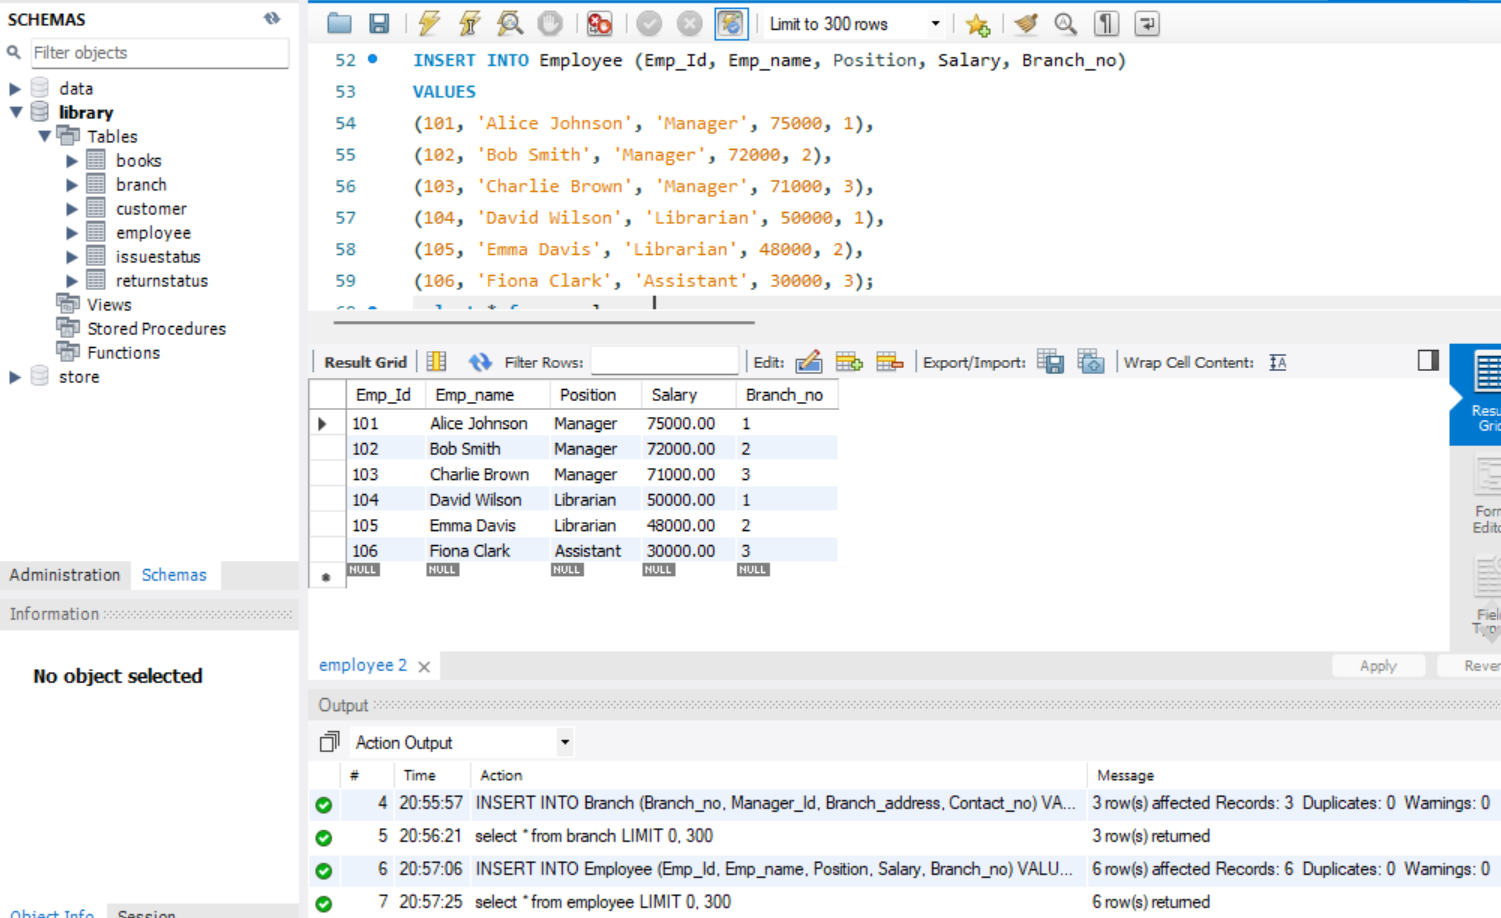 SCHEMAS
Filter objects
data
library
Tables
books
branch
customer
employee
issuestatus
returnstatus
Views
Stored Procedures
Functions
store
Administration
Schemas
Information
No object selected
Object Info
Session
Limit to 300 rows
52 INSERT INTO Employee (Emp_Id, Emp_name, Position, Salary, Branch_no)
53 VALUES
54 (101, 'Alice Johnson', 'Manager', 75000, 1),
55 (102, 'Bob Smith', 'Manager', 72000, 2),
56 (103, 'Charlie Brown', 'Manager', 71000, 3),
57 (104, 'David Wilson', 'Librarian', 50000, 1),
58 (105, 'Emma Davis', 'Librarian', 48000, 2),
59 (106, 'Fiona Clark', 'Assistant', 30000, 3);
Result Grid Filter Rows: Edit: Export/Import: Wrap Cell Content:
Emp_Id Emp_name Position Salary Branch_no
101 Alice Johnson Manager 75000.00 1
102 Bob Smith Manager 72000.00 2
103 Charlie Brown Manager 71000.00 3
104 David Wilson Librarian 50000.00 1
105 Emma Davis Librarian 48000.00 2
106 Fiona Clark Assistant 30000.00 3
NULL NULL NULL NULL NULL
employee 2
Apply
Output
Action Output
# Time Action Message
4 20:55:57 INSERT INTO Branch (Branch_no, Manager_Id, Branch_address, Contact_no) VA... 3 row(s) affected Records: 3 Duplicates: 0 Warnings: 0
5 20:56:21 select * from branch LIMIT 0, 300 3 row(s) returned
6 20:57:06 INSERT INTO Employee (Emp_Id, Emp_name, Position, Salary, Branch_no) VALU... 6 row(s) affected Records: 6 Duplicates: 0 Warnings: 0
7 20:57:25 select * from employee LIMIT 0, 300 6 row(s) returned